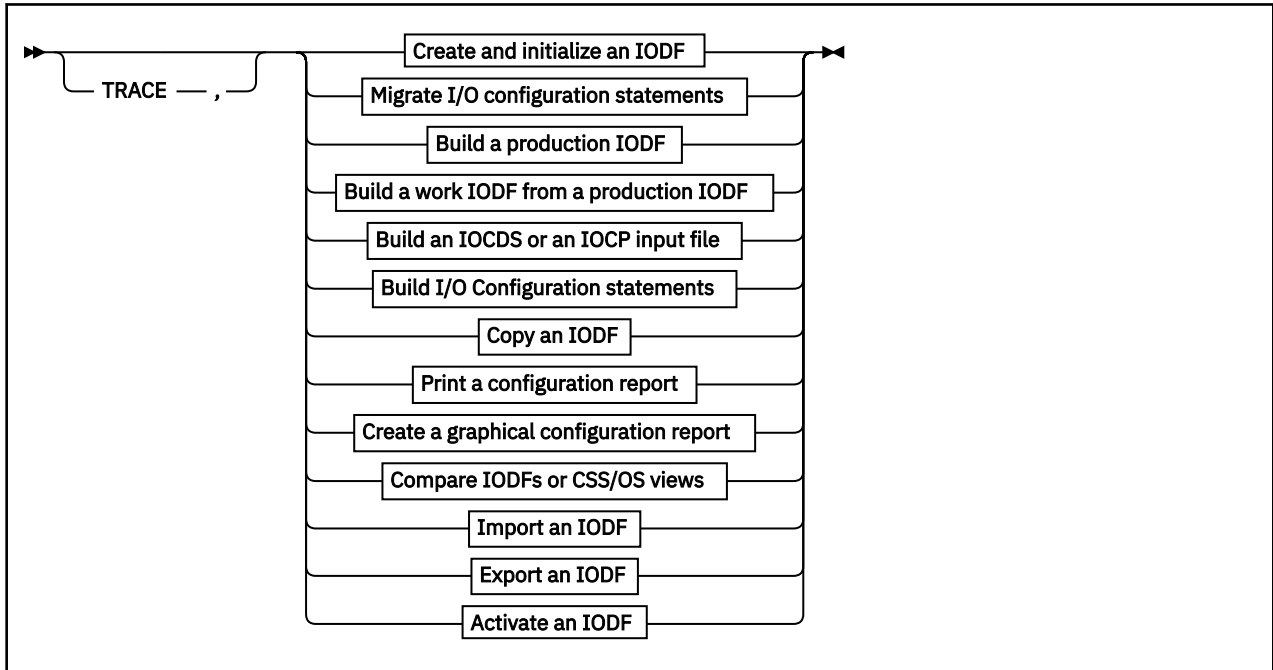 Create and initialize an IODF
TRACE ,
Migrate I/O configuration statements
Build a production IODF
Build a work IODF from a production IODF
Build an IOCDS or an IOCP input file
Build I/O Configuration statements
Copy an IODF
Print a configuration report
Create a graphical configuration report
Compare IODFs or CSS/OS views
Import an IODF
Export an IODF
Activate an IODF